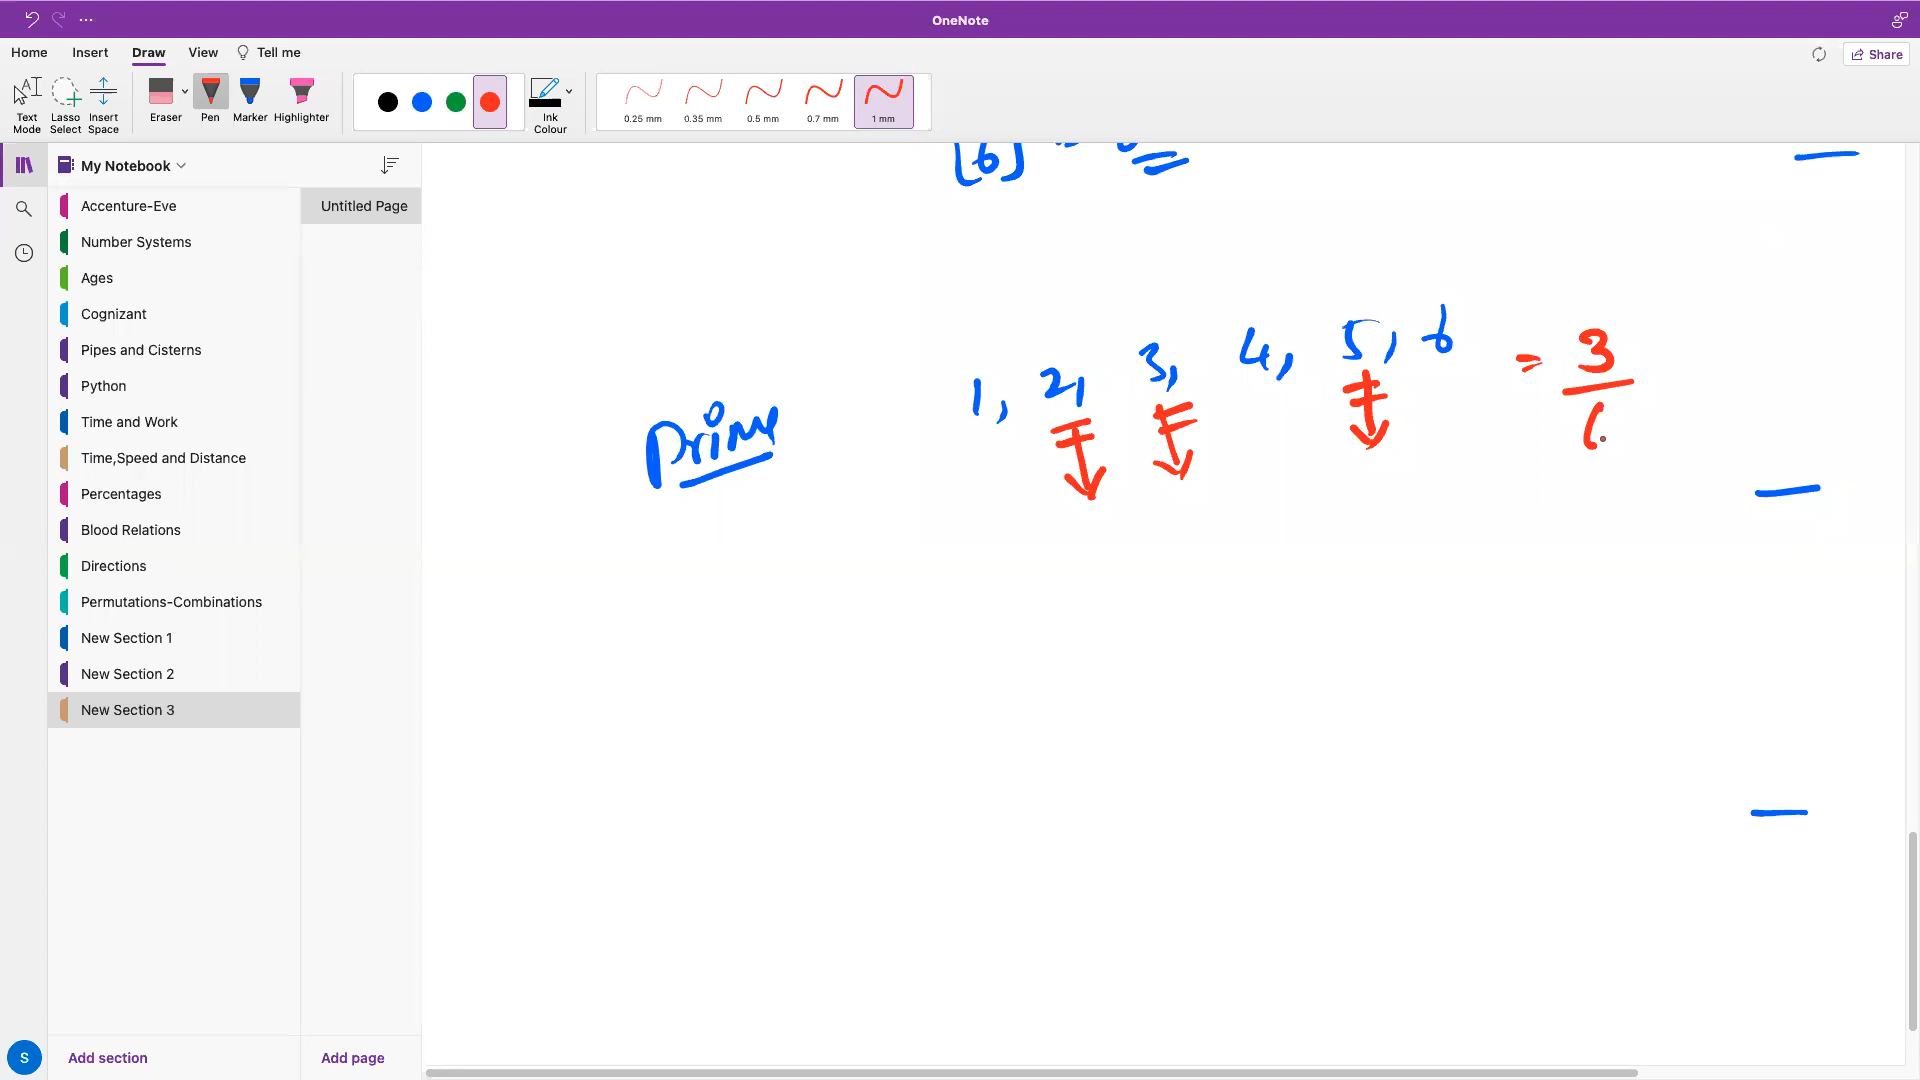 OneNote
Home Insert Draw View Tell me
Share
Text Mode
Lasso Select
Insert Space
Eraser
Pen
Marker
Highlighter
Ink Colour
0.25 mm
0.35 mm
0.5 mm
0.7 mm
1 mm
My Notebook
Accenture-Eve
Number Systems
Ages
Cognizant
Pipes and Cisterns
Python
Time and Work
Time,Speed and Distance
Percentages
Blood Relations
Directions
Permutations-Combinations
New Section 1
New Section 2
New Section 3
Untitled Page
[6]
Prime
1, 2, 3, 4, 5, 6 = 3
S
Add section
Add page